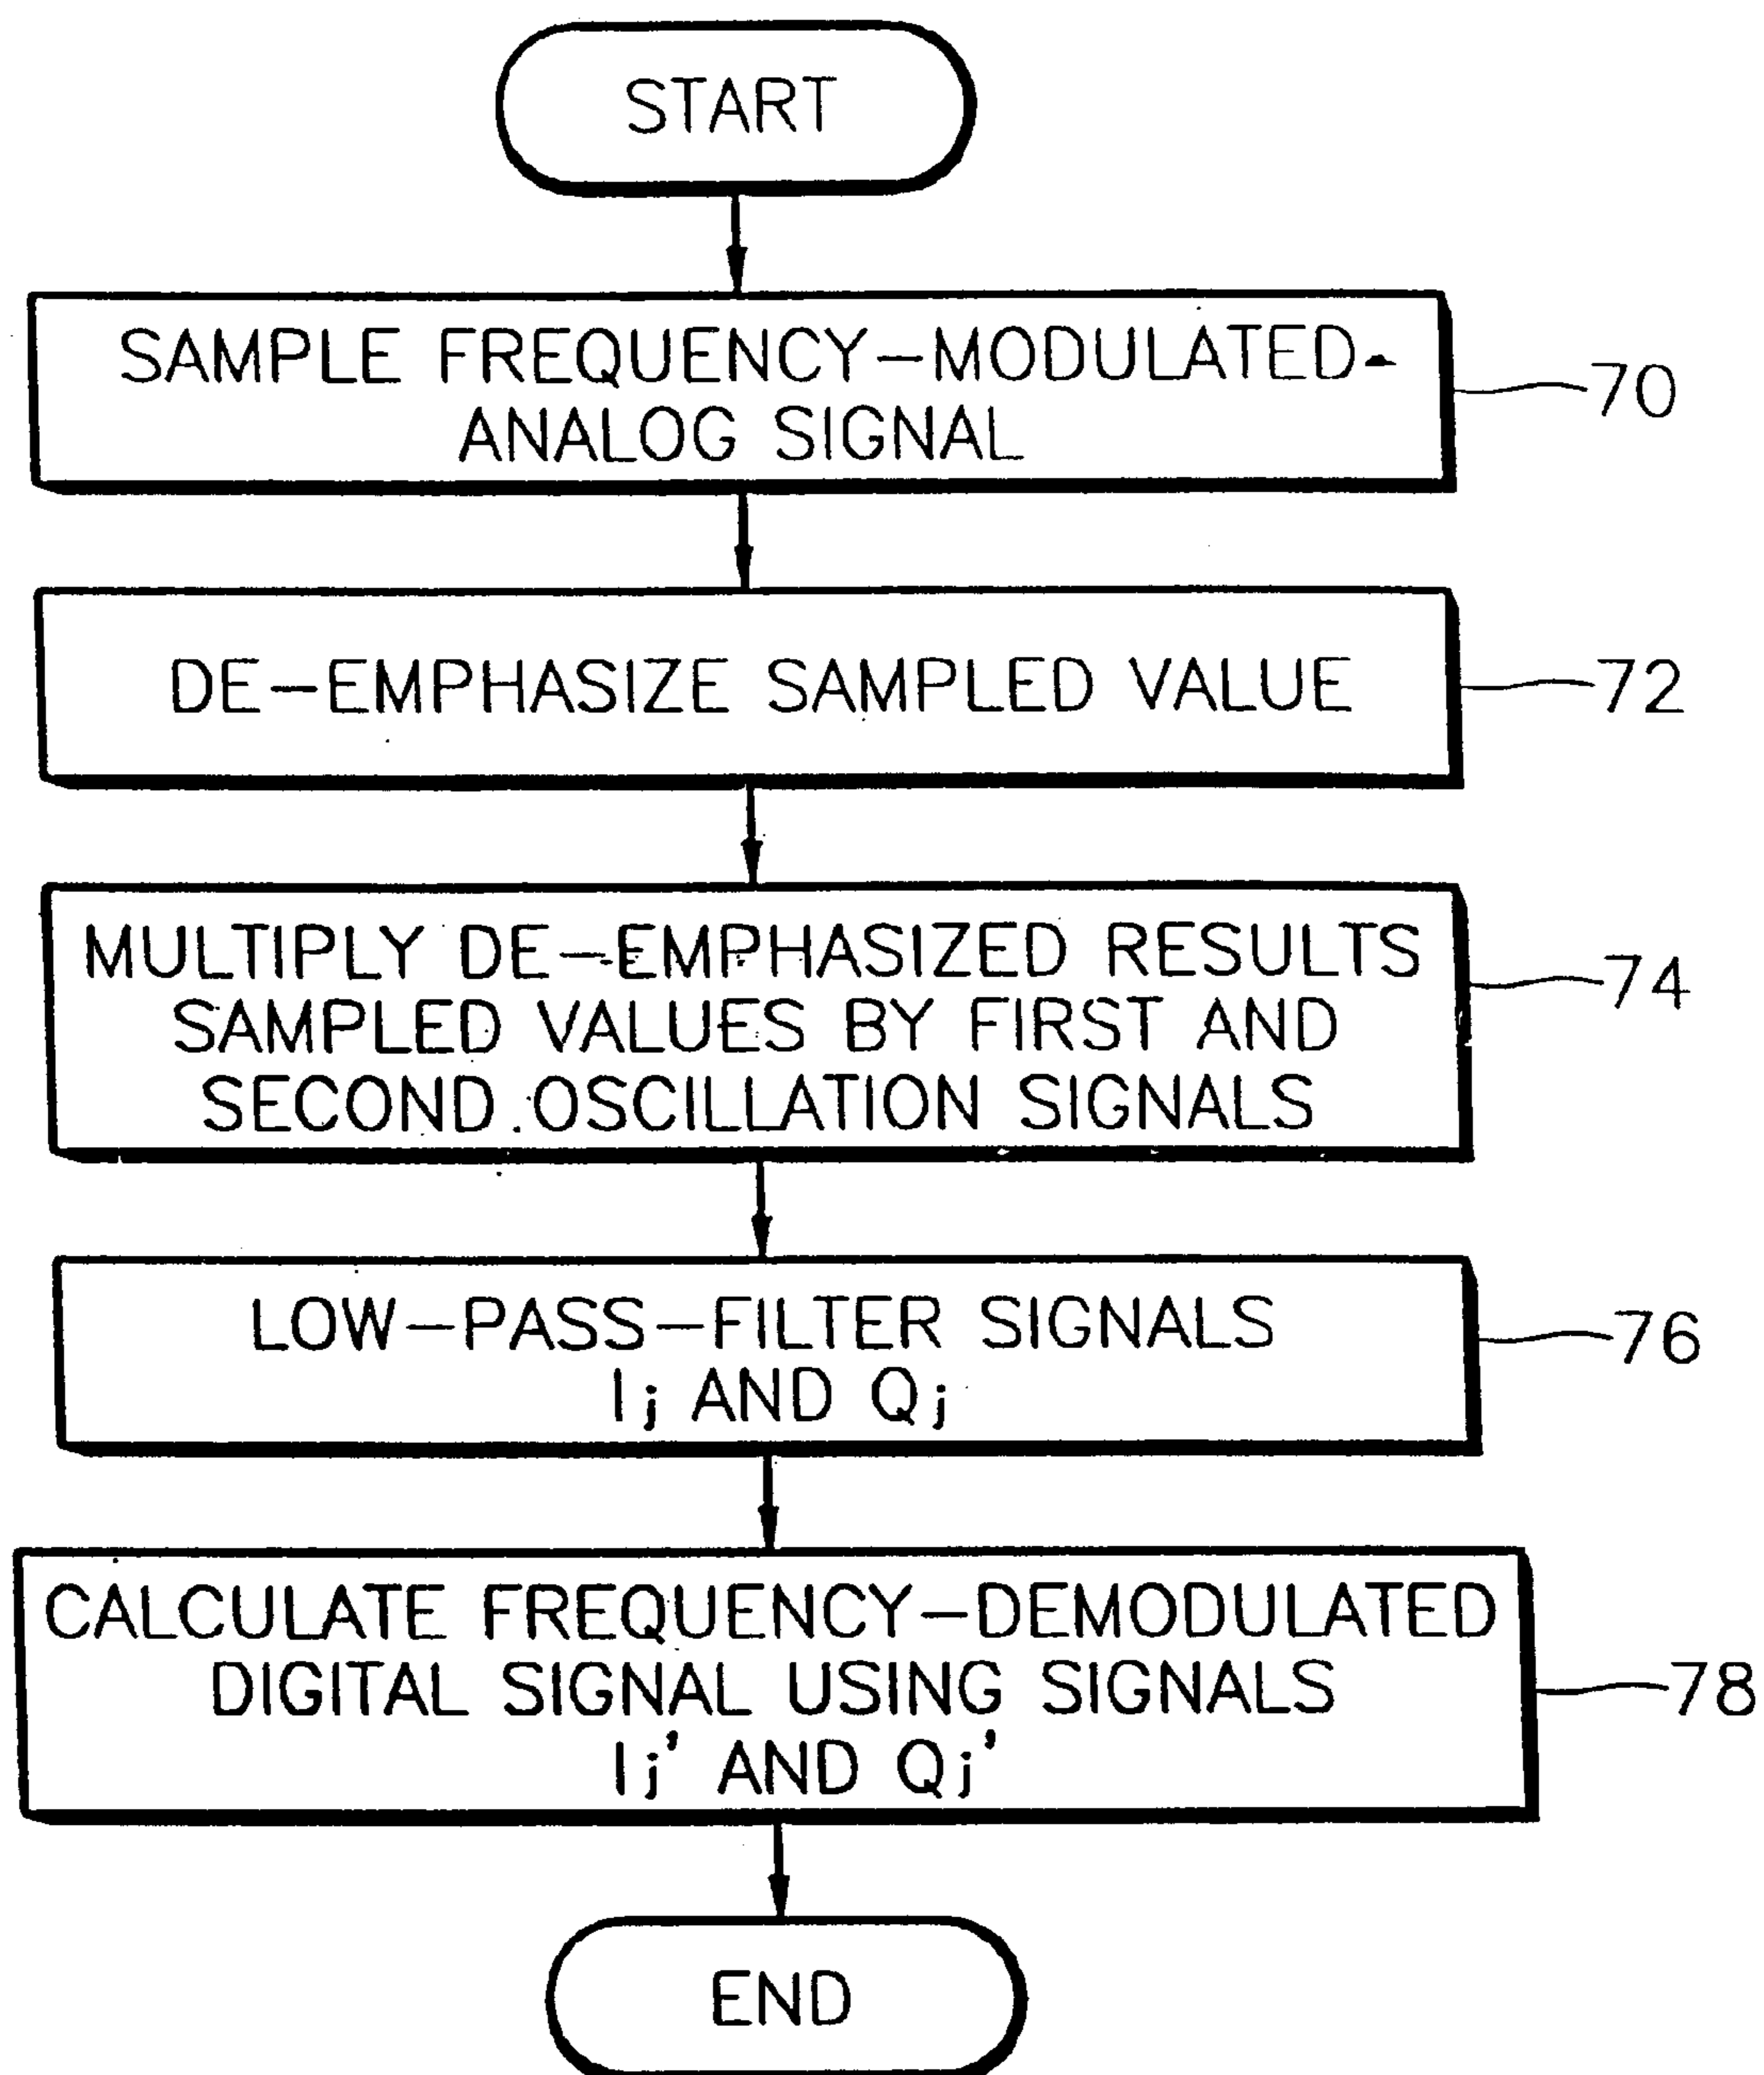 START
SAMPLE FREQUENCY-MODULATED-
ANALOG SIGNAL
70
DE-EMPHASIZE SAMPLED VALUE
72
MULTIPLY DE-EMPHASIZED RESULTS
SAMPLED VALUES BY FIRST AND
SECOND OSCILLATION SIGNALS
74
LOW-PASS-FILTER SIGNALS
Ij AND Qj
76
CALCULATE FREQUENCY-DEMODULATED
DIGITAL SIGNAL USING SIGNALS
Ij' AND Qj'
78
END